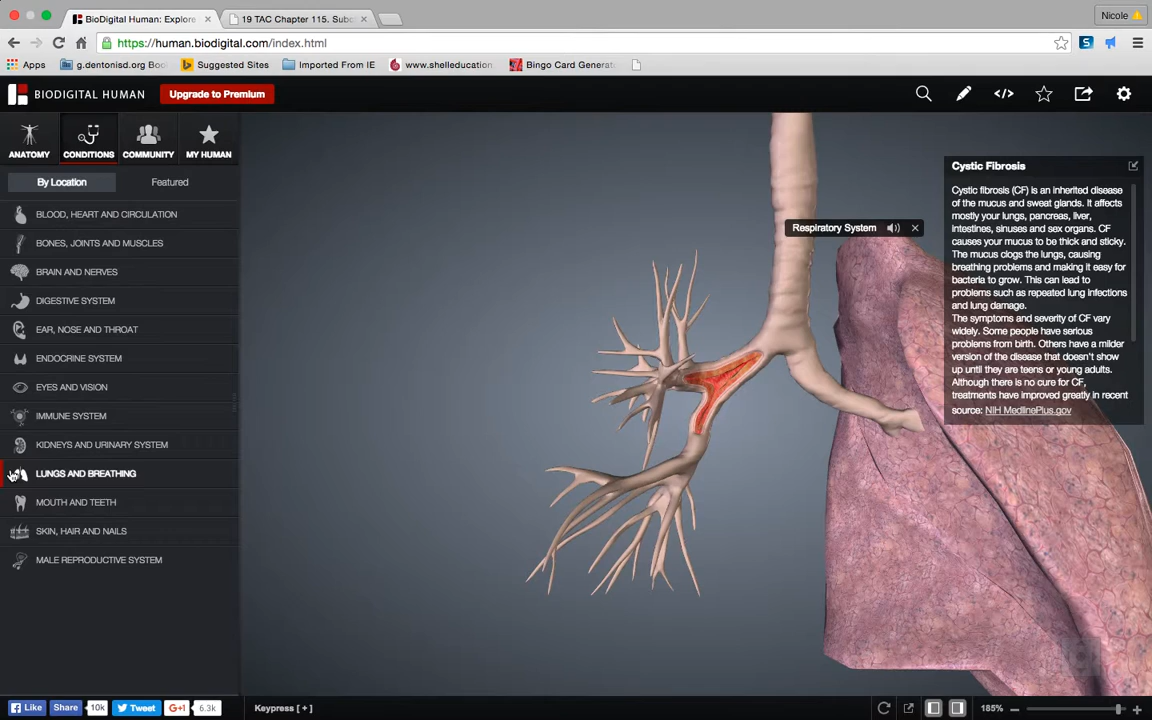 BioDigital Human: Explore
19 TAC Chapter 115. Subc
Nicole
https://human.biodigital.com/index.html
Apps
g.dentonisd.org Boo
Suggested Sites
Imported From IE
www.shelleducation
Bingo Card Generat
BIODIGITAL HUMAN
Upgrade to Premium
ANATOMY
CONDITIONS
COMMUNITY
MY HUMAN
By Location
Featured
BLOOD, HEART AND CIRCULATION
BONES, JOINTS AND MUSCLES
BRAIN AND NERVES
DIGESTIVE SYSTEM
EAR, NOSE AND THROAT
ENDOCRINE SYSTEM
EYES AND VISION
IMMUNE SYSTEM
KIDNEYS AND URINARY SYSTEM
LUNGS AND BREATHING
MOUTH AND TEETH
SKIN, HAIR AND NAILS
MALE REPRODUCTIVE SYSTEM
Respiratory System
Cystic Fibrosis
Cystic fibrosis (CF) is an inherited disease
of the mucus and sweat glands. It affects
mostly your lungs, pancreas, liver,
intestines, sinuses and sex organs. CF
causes your mucus to be thick and sticky.
The mucus clogs the lungs, causing
breathing problems and making it easy for
bacteria to grow. This can lead to
problems such as repeated lung infections
and lung damage.
The symptoms and severity of CF vary
widely. Some people have serious
problems from birth. Others have a milder
version of the disease that doesn't show
up until they are teens or young adults.
Although there is no cure for CF,
treatments have improved greatly in recent
source: NIH MedlinePlus.gov
Like
Share
10k
Tweet
G+1
6.3k
Keypress [ + ]
185%